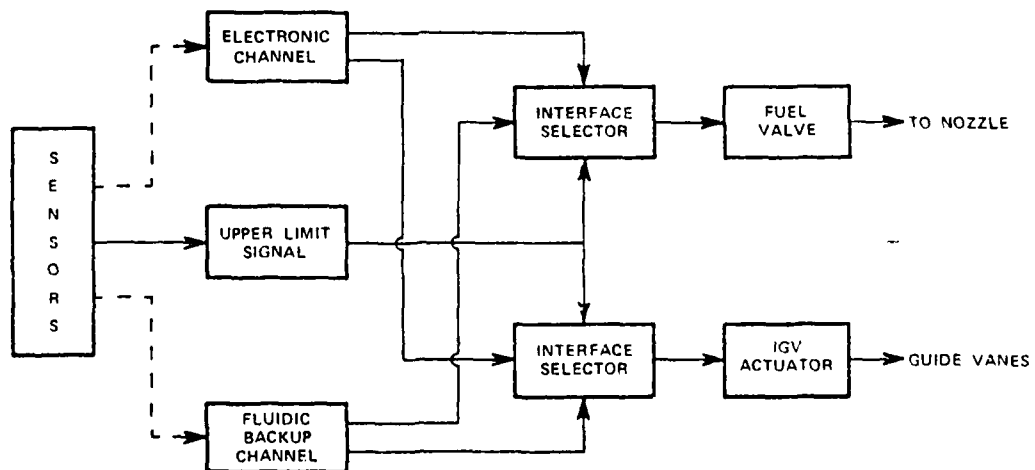 SENSORS
ELECTRONIC
CHANNEL
UPPER LIMIT
SIGNAL
FLUIDIC
BACKUP
CHANNEL
INTERFACE
SELECTOR
FUEL
VALVE
TO NOZZLE
INTERFACE
SELECTOR
IGV
ACTUATOR
GUIDE VANES